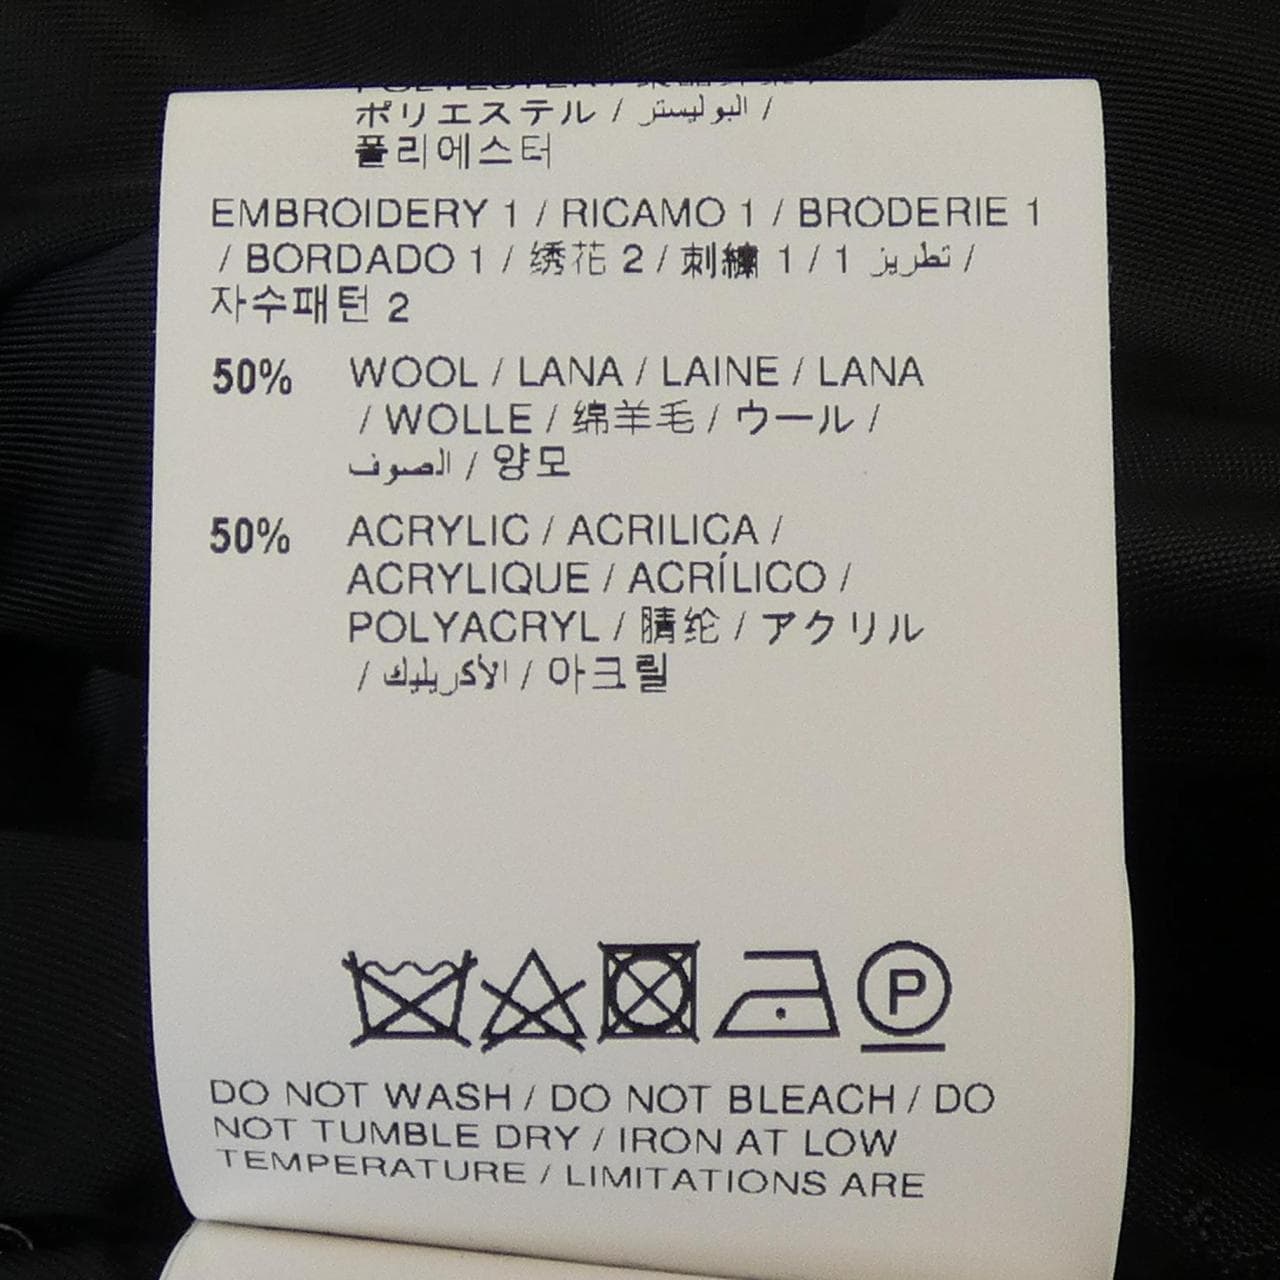 ポリエステル / البوليستر /
폴리에스터
EMBROIDERY 1 / RICAMO 1 / BRODERIE 1
/ BORDADO 1 / 绣花 2 / 刺繍 1 / 1 تطريز /
자수패턴 2
50% WOOL / LANA / LAINE / LANA
/ WOLLE / 绵羊毛 / ウール /
الصوف / 양모
50% ACRYLIC / ACRILICA /
ACRYLIQUE / ACRÍLICO /
POLYACRYL / 腈纶 / アクリル
/ الأكريليك / 아크릴
P
DO NOT WASH / DO NOT BLEACH / DO
NOT TUMBLE DRY / IRON AT LOW
TEMPERATURE / LIMITATIONS ARE